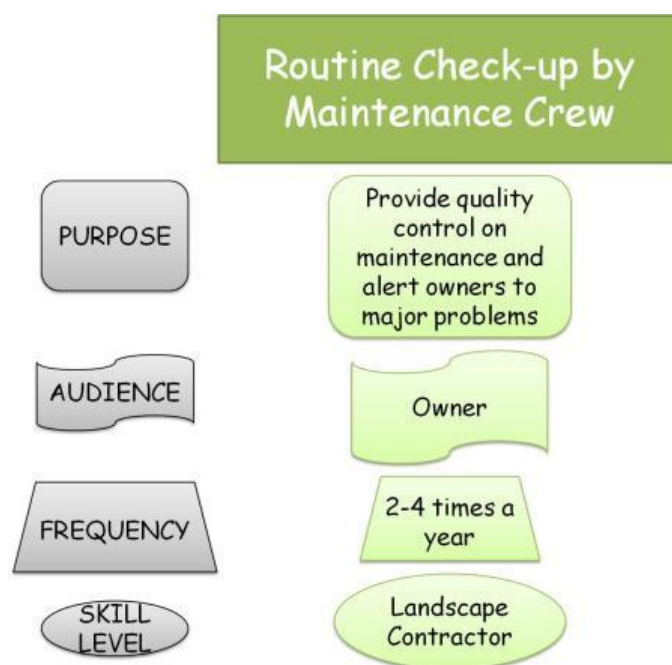 Routine Check-up by
Maintenance Crew
PURPOSE
Provide quality
control on
maintenance and
alert owners to
major problems
AUDIENCE
Owner
FREQUENCY
2-4 times a
year
SKILL
LEVEL
Landscape
Contractor